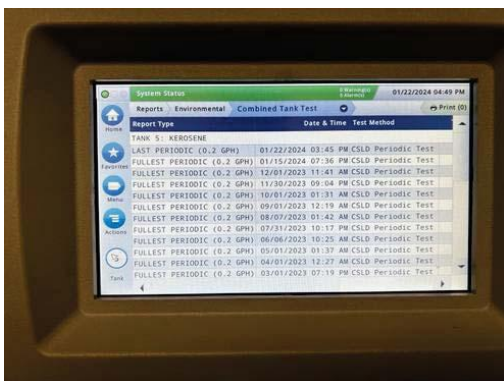 System Status
0 Warning(s)
0 Alarm(s)
01/22/2024 04:49 PM
Reports Environmental Combined Tank Test Print (0)
Home
Report Type Date & Time Test Method
TANK 5: KEROSENE
LAST PERIODIC (0.2 GPH) 01/22/2024 03:45 PM CSLD Periodic Test
Favorites
FULLEST PERIODIC (0.2 GPH) 01/15/2024 07:36 PM CSLD Periodic Test
FULLEST PERIODIC (0.2 GPH) 12/01/2023 11:41 AM CSLD Periodic Test
Menu
FULLEST PERIODIC (0.2 GPH) 11/30/2023 09:04 PM CSLD Periodic Test
FULLEST PERIODIC (0.2 GPH) 10/01/2023 01:31 AM CSLD Periodic Test
FULLEST PERIODIC (0.2 GPH) 09/01/2023 12:19 AM CSLD Periodic Test
Actions
FULLEST PERIODIC (0.2 GPH) 08/07/2023 01:42 AM CSLD Periodic Test
FULLEST PERIODIC (0.2 GPH) 07/31/2023 10:17 PM CSLD Periodic Test
FULLEST PERIODIC (0.2 GPH) 06/06/2023 10:25 AM CSLD Periodic Test
FULLEST PERIODIC (0.2 GPH) 05/01/2023 01:37 AM CSLD Periodic Test
FULLEST PERIODIC (0.2 GPH) 04/01/2023 12:27 AM CSLD Periodic Test
Tank
FULLEST PERIODIC (0.2 GPH) 03/01/2023 07:19 PM CSLD Periodic Test